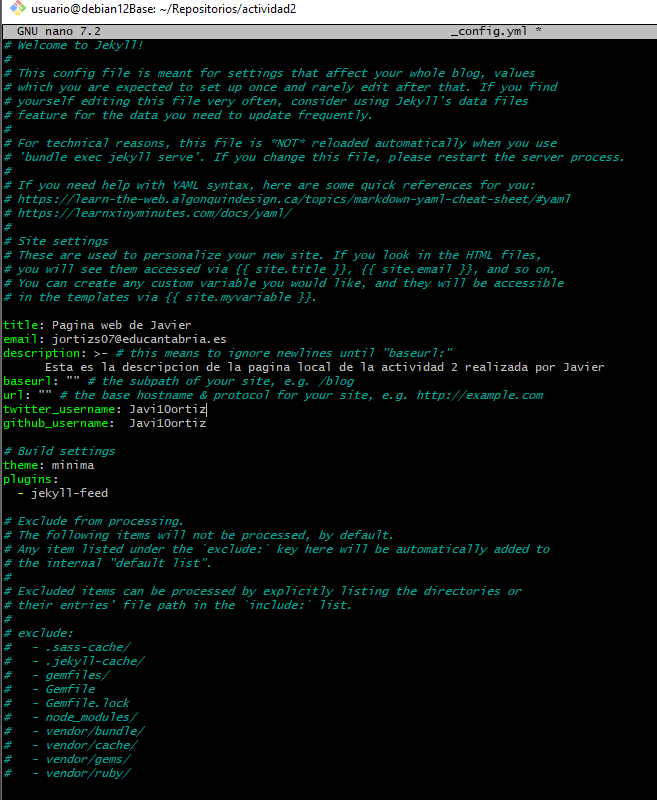 usuario@debian12Base: ~/Repositorios/actividad2
GNU nano 7.2 _config.yml *
# Welcome to Jekyll!
#
# This config file is meant for settings that affect your whole blog, values
# which you are expected to set up once and rarely edit after that. If you find
# yourself editing this file very often, consider using Jekyll's data files
# feature for the data you need to update frequently.
#
# For technical reasons, this file is *NOT* reloaded automatically when you use
# 'bundle exec jekyll serve'. If you change this file, please restart the server process.
#
# If you need help with YAML syntax, here are some quick references for you:
# https://learn-the-web.algonquindesign.ca/topics/markdown-yaml-cheat-sheet/#yaml
# https://learnxinyminutes.com/docs/yaml/
#
# Site settings
# These are used to personalize your new site. If you look in the HTML files,
# you will see them accessed via {{ site.title }}, {{ site.email }}, and so on.
# You can create any custom variable you would like, and they will be accessible
# in the templates via {{ site.myvariable }}.

title: Pagina web de Javier
email: jortizs07@educantabria.es
description: >- # this means to ignore newlines until "baseurl:"
      Esta es la descripcion de la pagina local de la actividad 2 realizada por Javier
baseurl: "" # the subpath of your site, e.g. /blog
url: "" # the base hostname & protocol for your site, e.g. http://example.com
twitter_username: Javi10ortiz
github_username:  Javi10ortiz

# Build settings
theme: minima
plugins:
  - jekyll-feed

# Exclude from processing.
# The following items will not be processed, by default.
# Any item listed under the `exclude:` key here will be automatically added to
# the internal "default list".
#
# Excluded items can be processed by explicitly listing the directories or
# their entries' file path in the `include:` list.
#
# exclude:
#   - .sass-cache/
#   - .jekyll-cache/
#   - gemfiles/
#   - Gemfile
#   - Gemfile.lock
#   - node_modules/
#   - vendor/bundle/
#   - vendor/cache/
#   - vendor/gems/
#   - vendor/ruby/